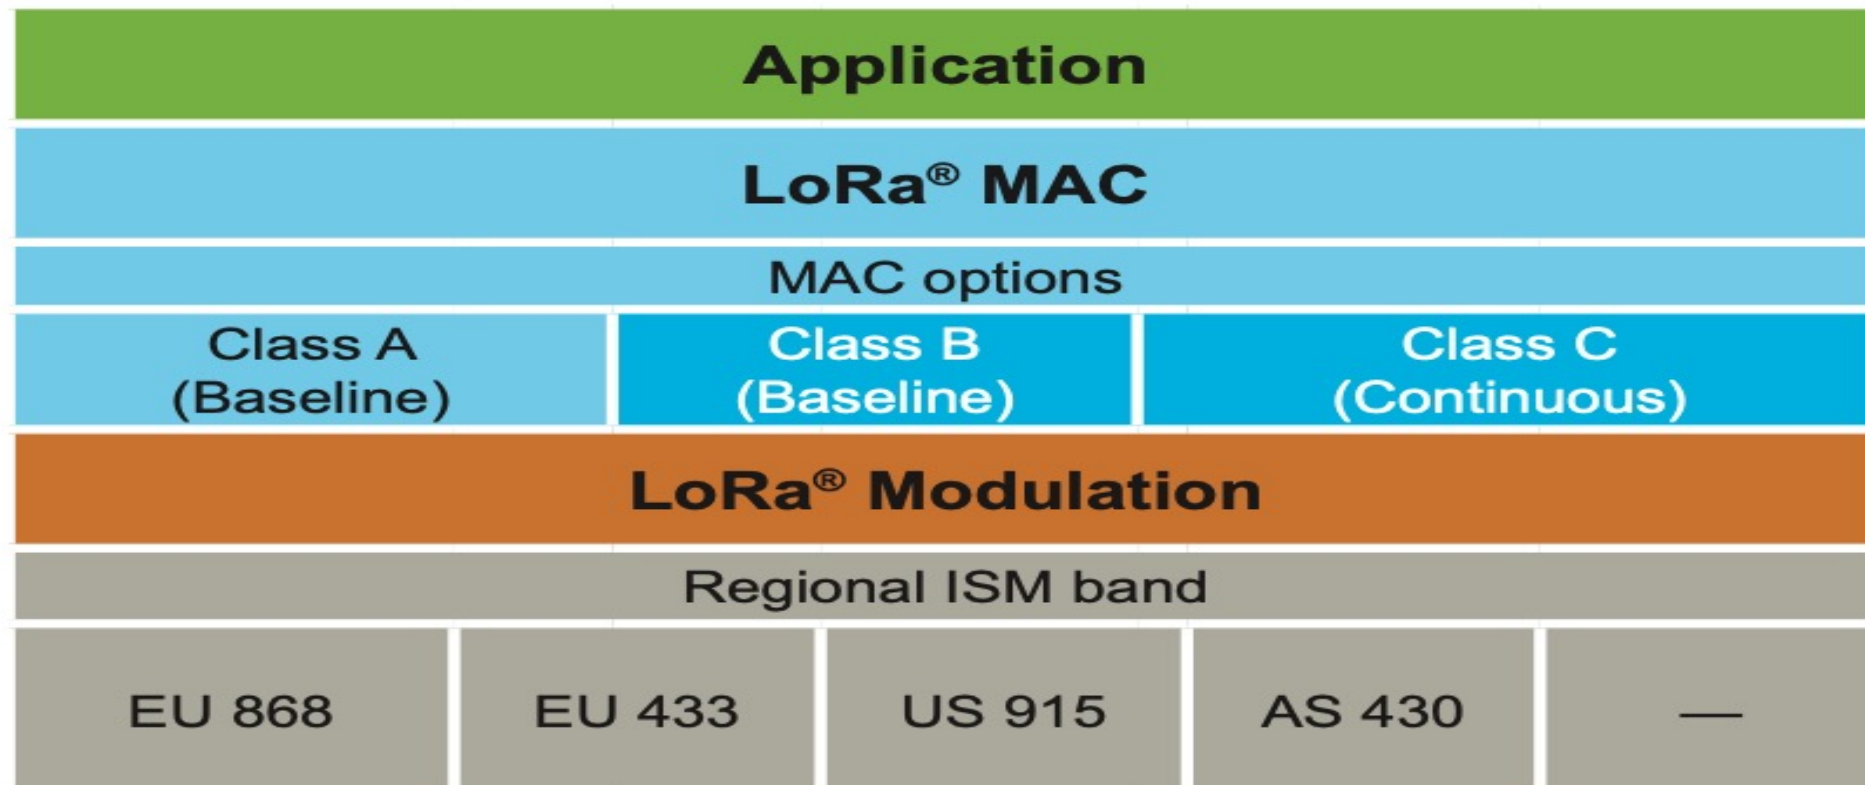 Application
LoRa® MAC
MAC options
Class A
(Baseline)
Class B
(Baseline)
Class C
(Continuous)
LoRa® Modulation
Regional ISM band
EU 868
EU 433
US 915
AS 430
—